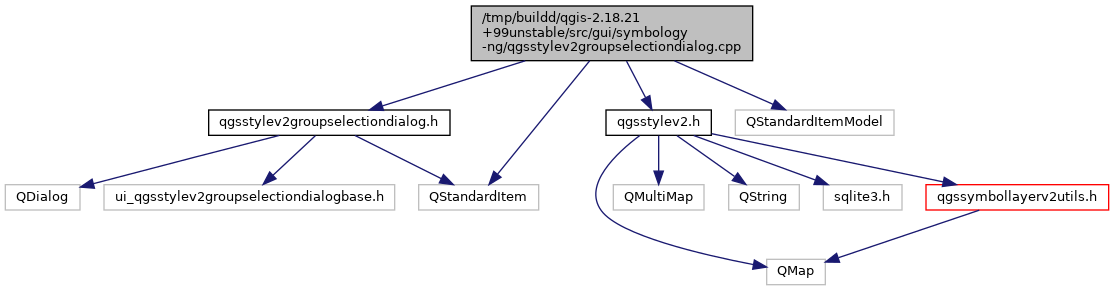 /tmp/buildd/qgis-2.18.21
+99unstable/src/gui/symbology
-ng/qgsstylev2groupselectiondialog.cpp
qgsstylev2groupselectiondialog.h
qgsstylev2.h
QStandardItemModel
QDialog
ui_qgsstylev2groupselectiondialogbase.h
QStandardItem
QMultiMap
QString
sqlite3.h
qgssymbollayerv2utils.h
QMap